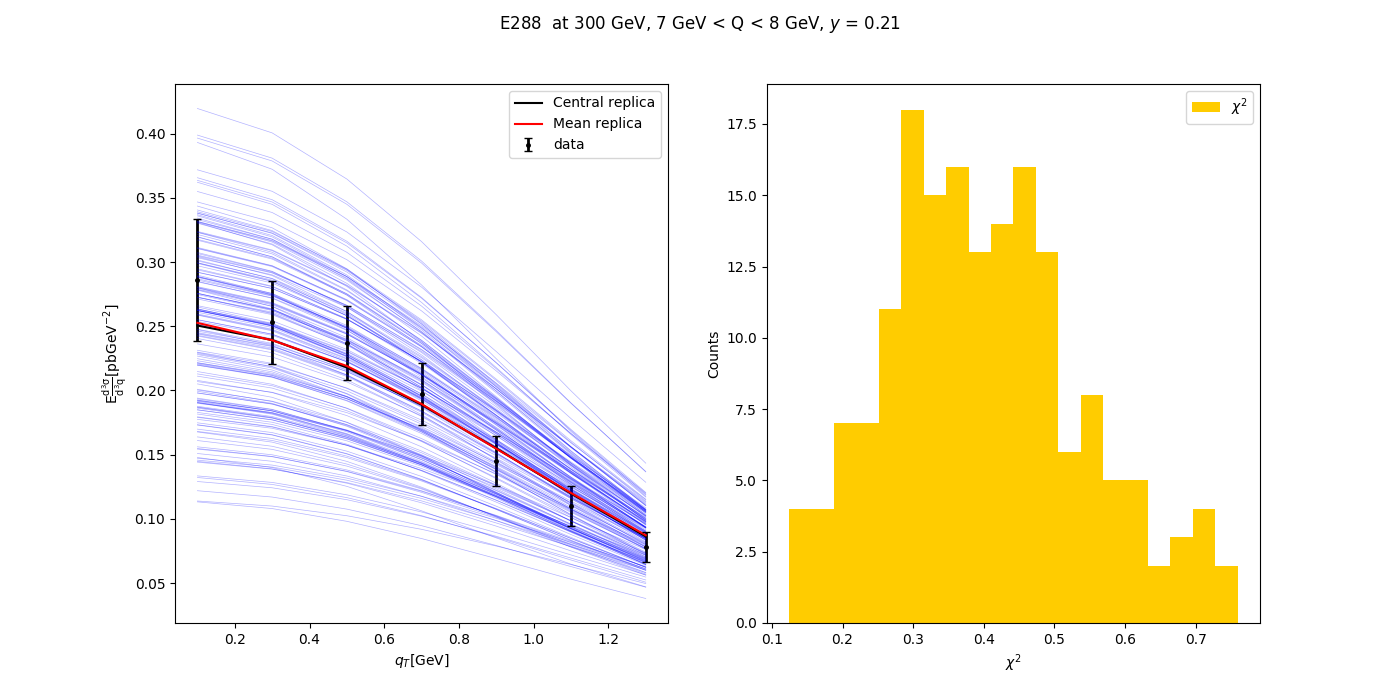 E288 at 300 GeV, 7 GeV < Q < 8 GeV, y = 0.21
Central replica
Mean replica
data
0.40
0.35
0.30
0.25
0.20
0.15
0.10
0.05
E d³σ/d³q [pbGeV⁻²]
0.2 0.4 0.6 0.8 1.0 1.2
q_T[GeV]
χ²
17.5
15.0
12.5
10.0
7.5
5.0
2.5
0.0
Counts
0.1 0.2 0.3 0.4 0.5 0.6 0.7
χ²